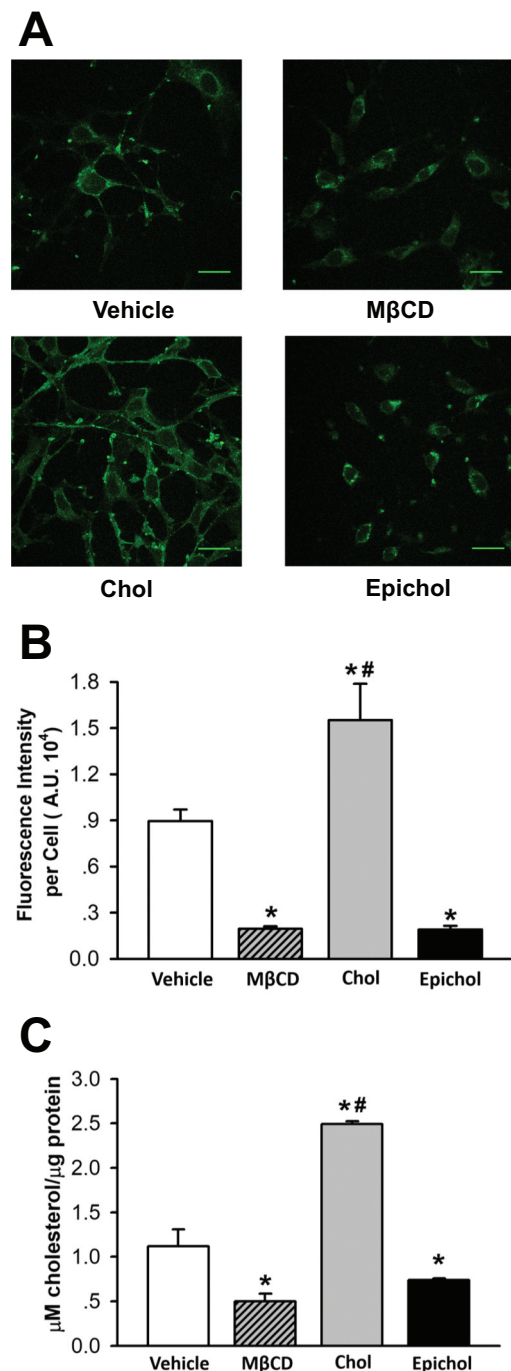 A
Vehicle
MβCD
Chol
Epichol
B
Fluorescence Intensity
per Cell ( A.U. 10⁴)
1.8
1.5
1.2
.9
.6
.3
0.0
*
*#
*
Vehicle
MβCD
Chol
Epichol
C
μM cholesterol/μg protein
3.0
2.5
2.0
1.5
1.0
.5
0.0
*
*#
*
Vehicle
MβCD
Chol
Epichol